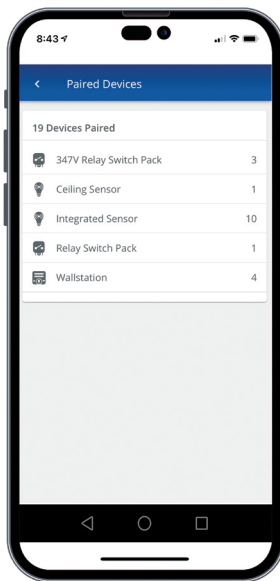 8:43
Paired Devices
19 Devices Paired
347V Relay Switch Pack 3
Ceiling Sensor 1
Integrated Sensor 10
Relay Switch Pack 1
Wallstation 4